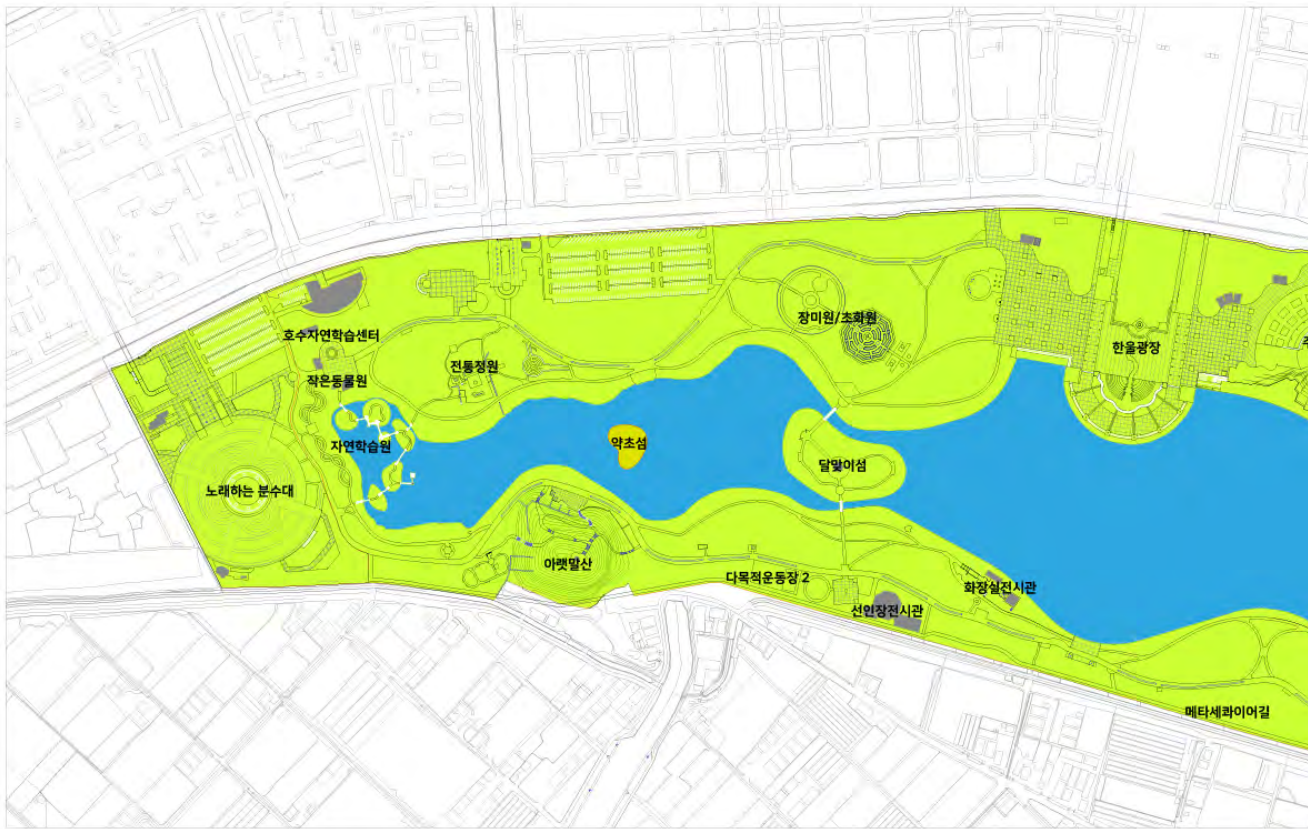 장미원/초화원
호수자연학습센터
한울광장
전통정원
작은동물원
자연학습원
약초섬
달맞이섬
노래하는 분수대
아랫말산
다목적운동장 2
화장실전시관
선인장전시관
메타세콰이어길